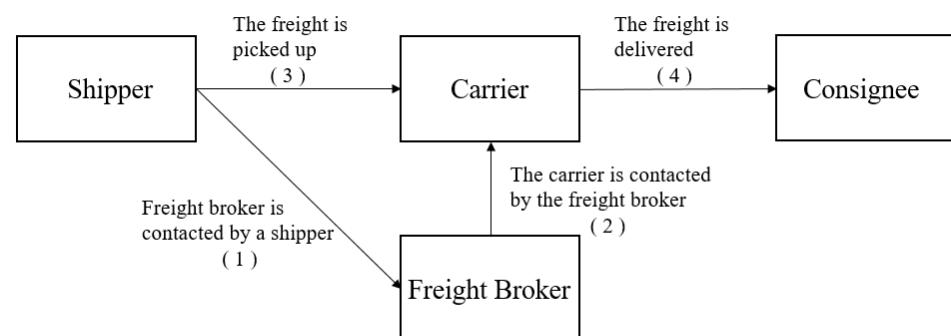 The freight is
picked up
( 3 )
The freight is
delivered
( 4 )
Shipper
Carrier
Consignee
Freight broker is
contacted by a shipper
( 1 )
The carrier is contacted
by the freight broker
( 2 )
Freight Broker